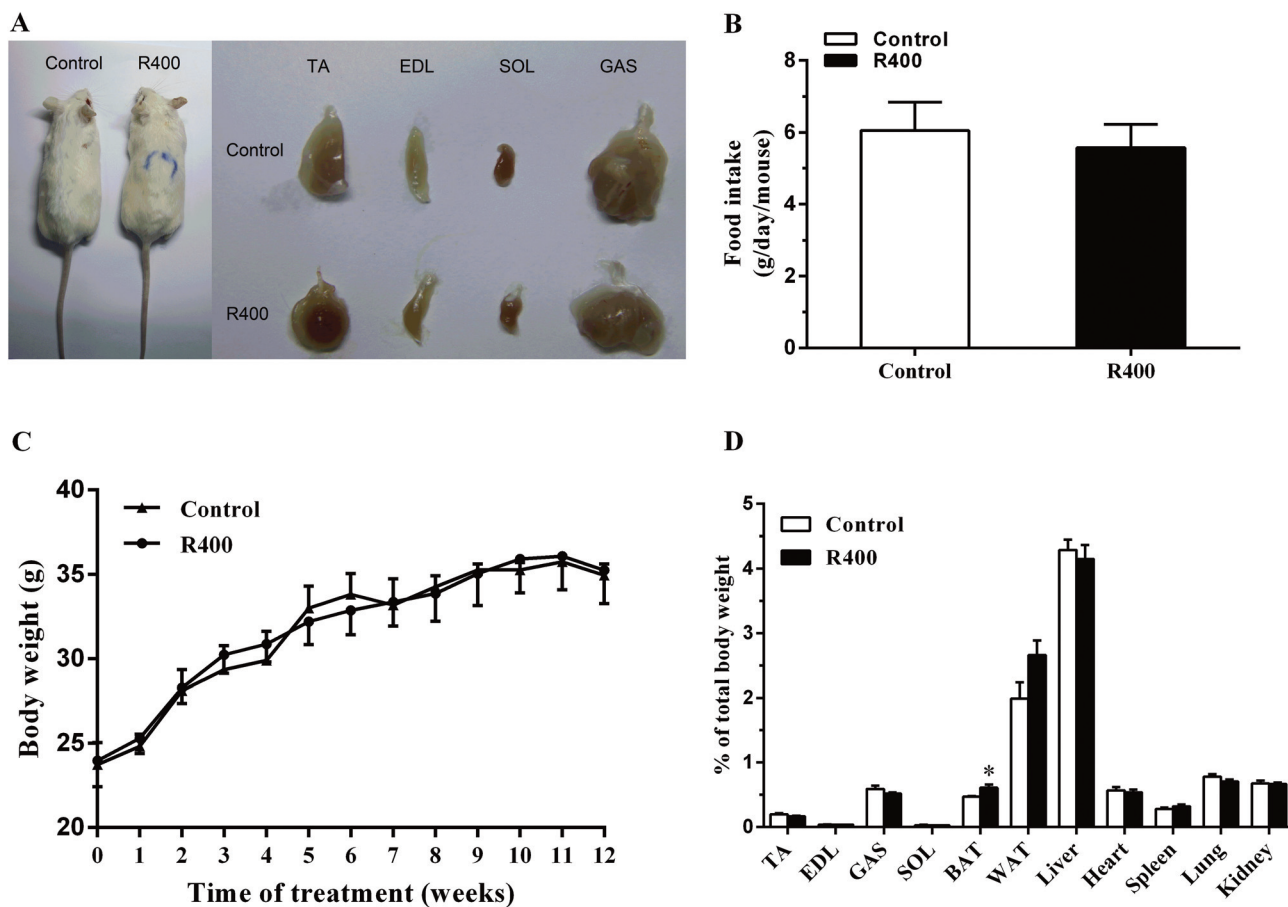 A
Control R400
TA EDL SOL GAS
Control
R400
B
Control
R400
Food intake
(g/day/mouse)
8
6
4
2
0
Control R400
C
Control
R400
Body weight (g)
40
35
30
25
20
0 1 2 3 4 5 6 7 8 9 10 11 12
Time of treatment (weeks)
D
Control
R400
% of total body weight
5
4
3
2
1
0
*
TA EDL GAS SOL BAT WAT Liver Heart Spleen Lung Kidney